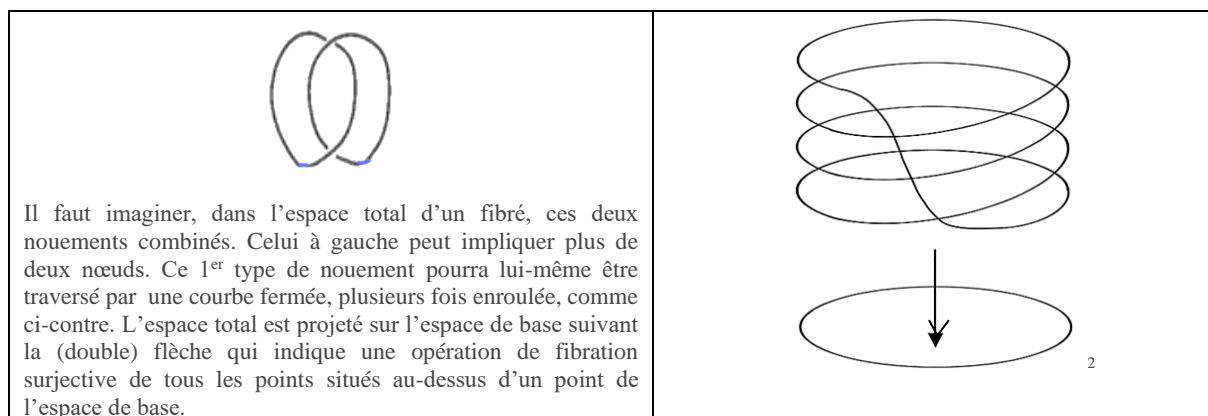 Il faut imaginer, dans l’espace total d’un fibré, ces deux
nouements combinés. Celui à gauche peut impliquer plus de
deux nœuds. Ce 1er type de nouement pourra lui-même être
traversé par une courbe fermée, plusieurs fois enroulée, comme
ci-contre. L’espace total est projeté sur l’espace de base suivant
la (double) flèche qui indique une opération de fibration
surjective de tous les points situés au-dessus d’un point de
l’espace de base.
2